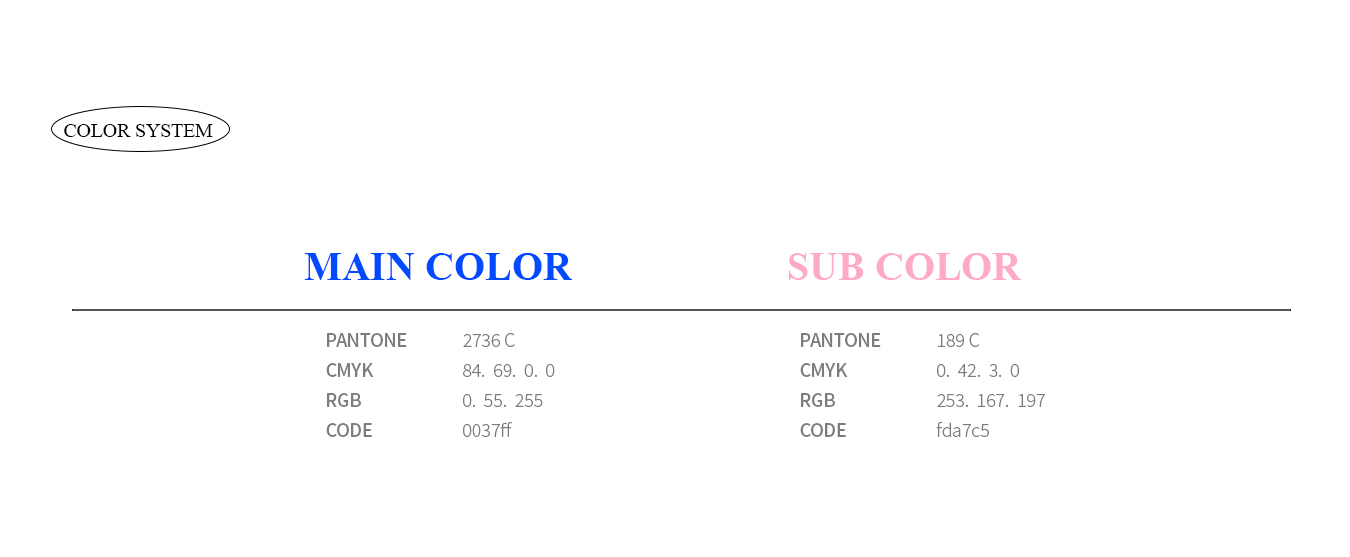 COLOR SYSTEM
MAIN COLOR SUB COLOR
PANTONE 2736 C PANTONE 189 C
CMYK 84. 69. 0. 0 CMYK 0. 42. 3. 0
RGB 0. 55. 255 RGB 253. 167. 197
CODE 0037ff CODE fda7c5